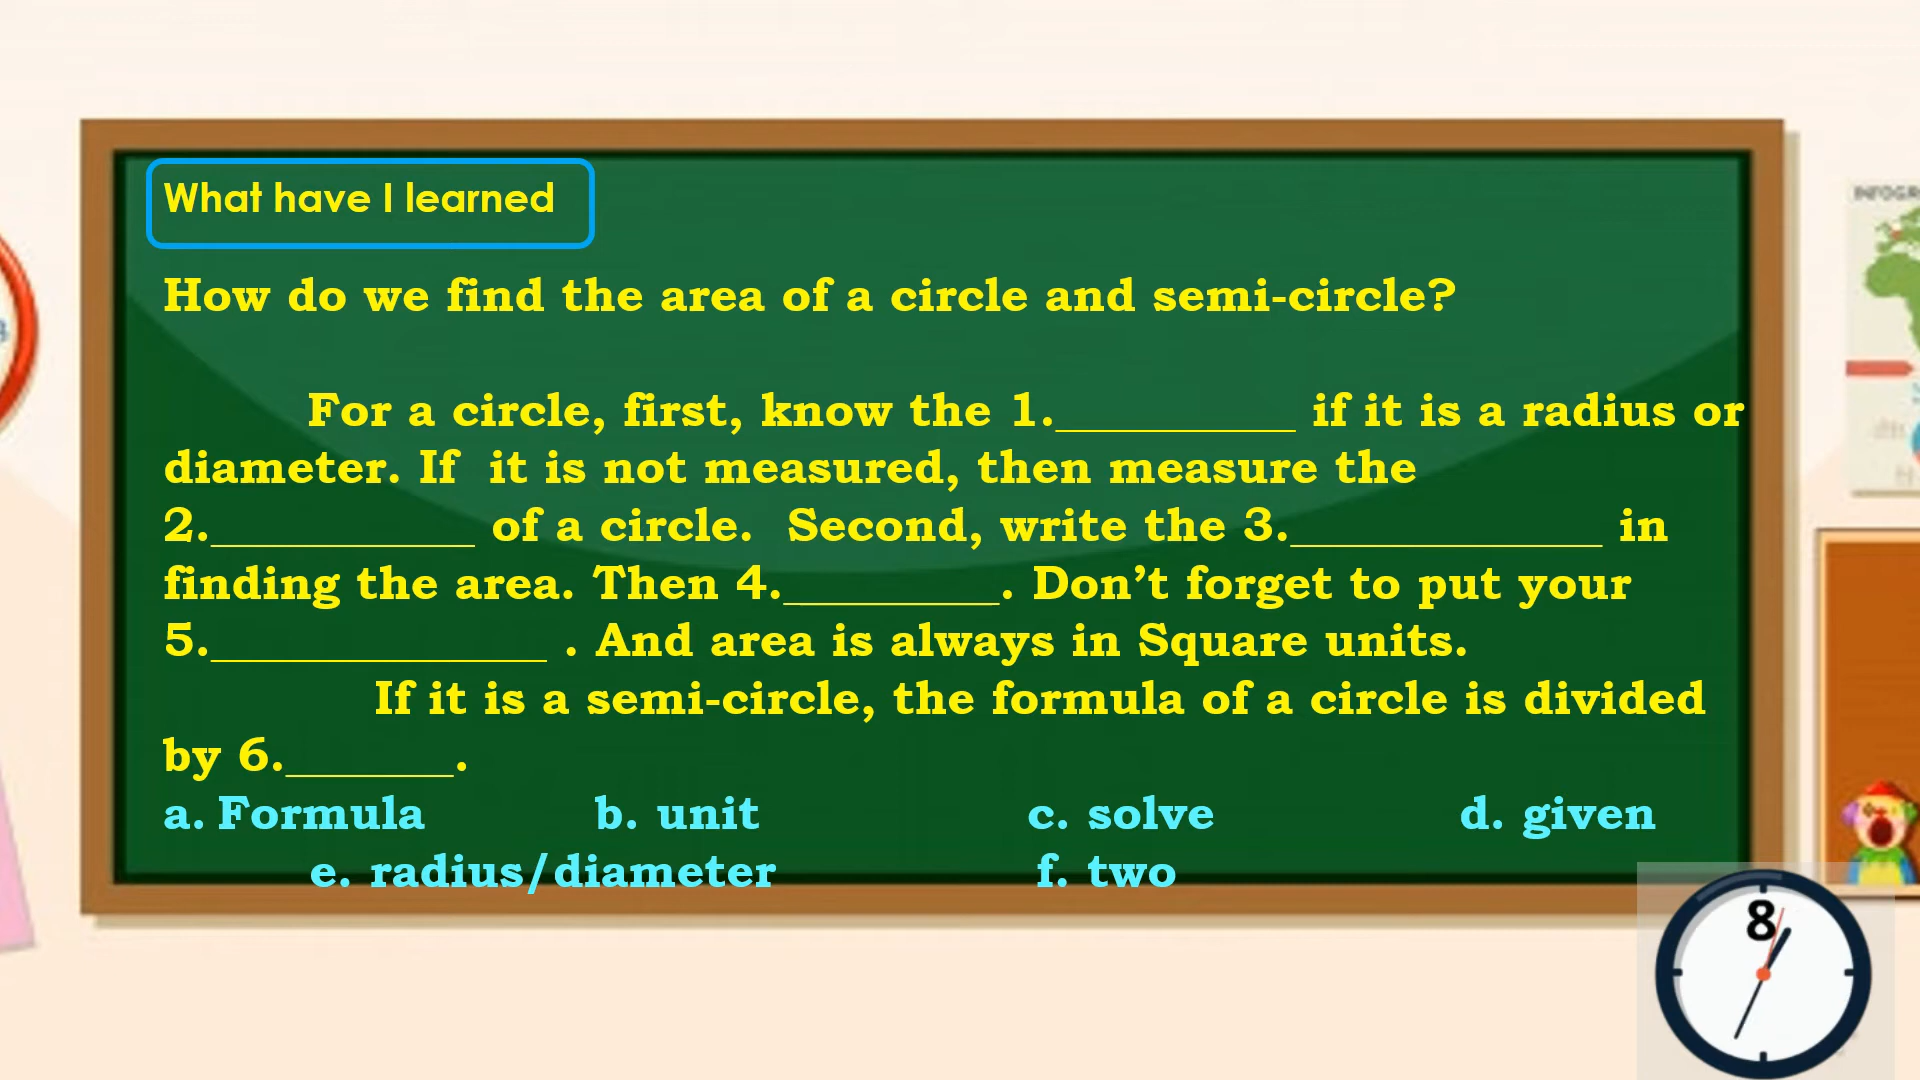 What have I learned
How do we find the area of a circle and semi-circle?
For a circle, first, know the 1.__________ if it is a radius or
diameter. If  it is not measured, then measure the
2.___________ of a circle.  Second, write the 3._____________ in
finding the area. Then 4._________. Don’t forget to put your
5.______________ . And area is always in Square units.
If it is a semi-circle, the formula of a circle is divided
by 6._______.
a. Formula b. unit c. solve d. given
e. radius/diameter f. two
8